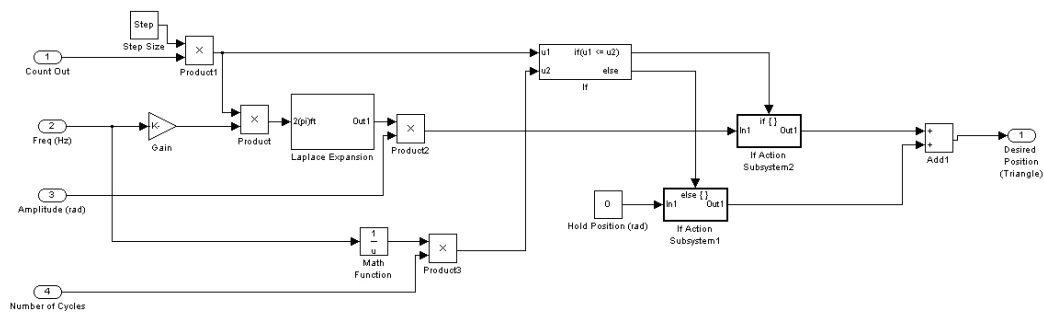 Step
Step Size
1
Count Out
×
Product1
2
Freq (Hz)
K-
Gain
×
Product
2(pi)ft
Out1
Laplace Expansion
×
Product2
3
Amplitude (rad)
1
u
Math
Function
×
Product3
4
Number of Cycles
u1
if(u1 <= u2)
u2
else
If
if { }
In1
Out1
If Action
Subsystem2
0
Hold Position (rad)
else { }
In1
Out1
If Action
Subsystem1
+
+
Add1
1
Desired
Position
(Triangle)